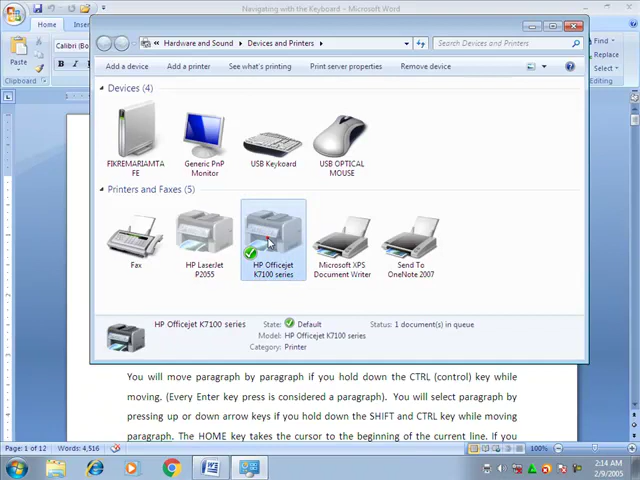 Navigating with the Keyboard - Microsoft Word
Home
Paste
Clipboard
Calibri (Bo
B I
Find
Replace
Select
Editing
Hardware and Sound ▸ Devices and Printers ▸
Search Devices and Printers
Add a device Add a printer See what's printing Print server properties Remove device
Devices (4)
FIKREMARIAMTA
FE
Generic PnP
Monitor
USB Keykoard
USB OPTICAL
MOUSE
Printers and Faxes (5)
Fax
HP LaserJet
P2055
HP Officejet
K7100 series
Microsoft XPS
Document Writer
Send To
OneNote 2007
HP Officejet K7100 series State: Default Status: 1 document(s) in queue
Model: HP Officejet K7100 series
Category: Printer
You will move paragraph by paragraph if you hold down the CTRL (control) key while
moving. (Every Enter key press is considered a paragraph). You will select paragraph by
pressing up or down arrow keys if you hold down the SHIFT and CTRL key while moving
paragraph. The HOME key takes the cursor to the beginning of the current line. If you
Page: 1 of 12 Words: 4,516 100%
2:14 AM
2/9/2005